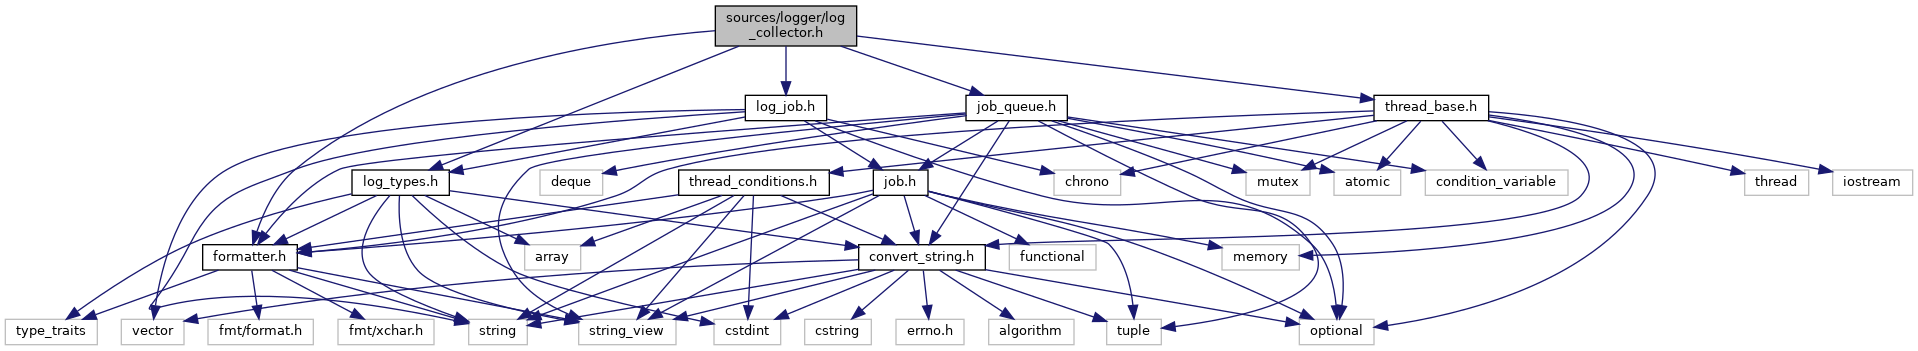 sources/logger/log
_collector.h
log_job.h
job_queue.h
thread_base.h
log_types.h
deque
thread_conditions.h
job.h
chrono
mutex
atomic
condition_variable
thread
iostream
formatter.h
array
convert_string.h
functional
memory
type_traits
vector
fmt/format.h
fmt/xchar.h
string
string_view
cstdint
cstring
errno.h
algorithm
tuple
optional